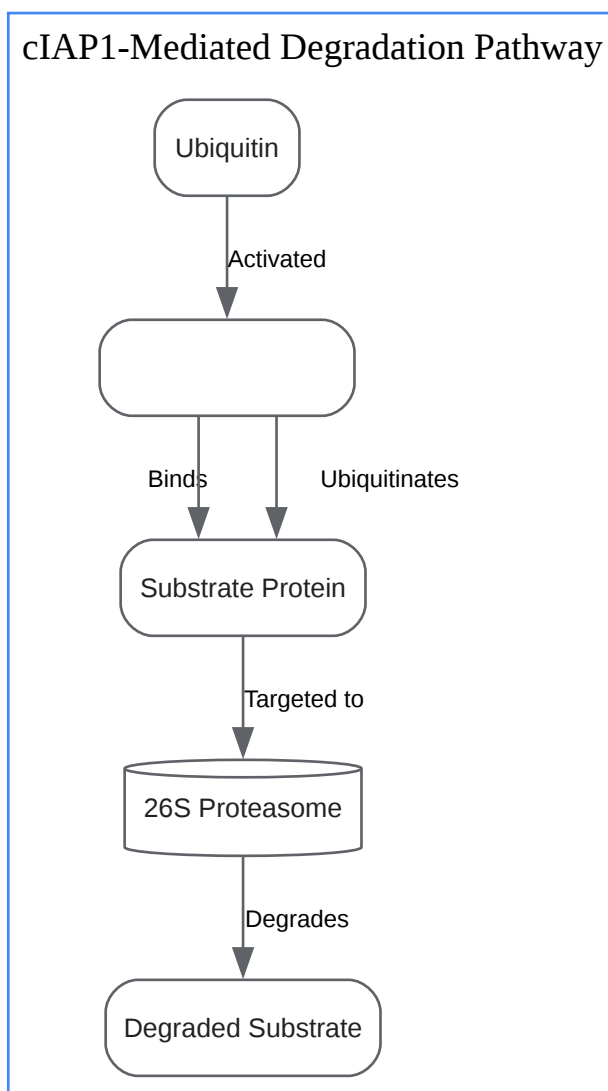 cIAP1-Mediated Degradation Pathway
Ubiquitin
Activated
Binds
Ubiquitinates
Substrate Protein
Targeted to
26S Proteasome
Degrades
Degraded Substrate